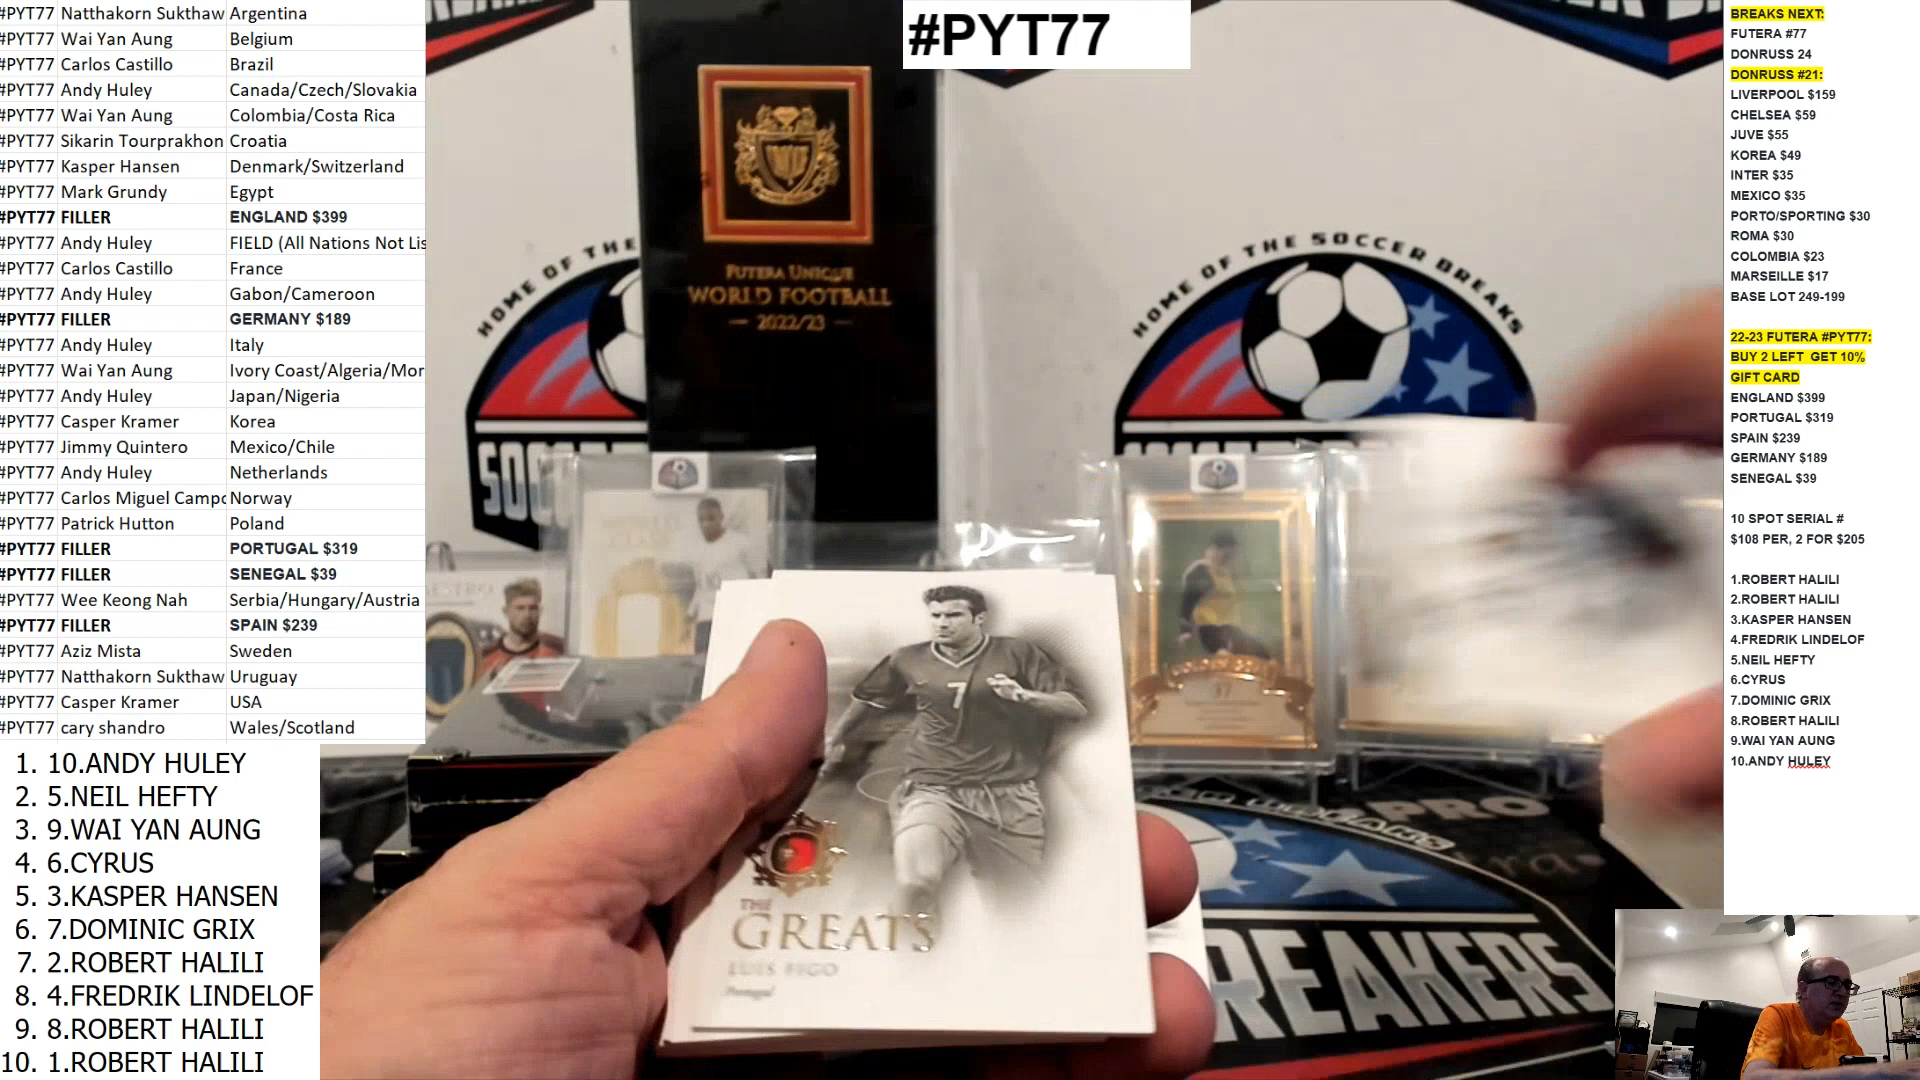 #PYT77
#PYT77 Natthakorn Sukthaw Argentina
#PYT77 Wai Yan Aung Belgium
#PYT77 Carlos Castillo Brazil
#PYT77 Andy Huley Canada/Czech/Slovakia
#PYT77 Wai Yan Aung Colombia/Costa Rica
#PYT77 Sikarin Tourprakhon Croatia
#PYT77 Kasper Hansen Denmark/Switzerland
#PYT77 Mark Grundy Egypt
#PYT77 FILLER ENGLAND $399
#PYT77 Andy Huley FIELD (All Nations Not Lis
#PYT77 Carlos Castillo France
#PYT77 Andy Huley Gabon/Cameroon
#PYT77 FILLER GERMANY $189
#PYT77 Andy Huley Italy
#PYT77 Wai Yan Aung Ivory Coast/Algeria/Mor
#PYT77 Andy Huley Japan/Nigeria
#PYT77 Casper Kramer Korea
#PYT77 Jimmy Quintero Mexico/Chile
#PYT77 Andy Huley Netherlands
#PYT77 Carlos Miguel Campo Norway
#PYT77 Patrick Hutton Poland
#PYT77 FILLER PORTUGAL $319
#PYT77 FILLER SENEGAL $39
#PYT77 Wee Keong Nah Serbia/Hungary/Austria
#PYT77 FILLER SPAIN $239
#PYT77 Aziz Mista Sweden
#PYT77 Natthakorn Sukthaw Uruguay
#PYT77 Casper Kramer USA
#PYT77 cary shandro Wales/Scotland
1. 10.ANDY HULEY
2. 5.NEIL HEFTY
3. 9.WAI YAN AUNG
4. 6.CYRUS
5. 3.KASPER HANSEN
6. 7.DOMINIC GRIX
7. 2.ROBERT HALILI
8. 4.FREDRIK LINDELOF
9. 8.ROBERT HALILI
10. 1.ROBERT HALILI
FUTERA UNIQUE
WORLD FOOTBALL
— 2022/23 —
HOME OF THE
SOC
HOME OF THE SOCCER BREAKS
7
THE
GREATS
LUIS FIGO
Portugal
PRO
BREAKERS
BREAKS NEXT:
FUTERA #77
DONRUSS 24
DONRUSS #21:
LIVERPOOL $159
CHELSEA $59
JUVE $55
KOREA $49
INTER $35
MEXICO $35
PORTO/SPORTING $30
ROMA $30
COLOMBIA $23
MARSEILLE $17
BASE LOT 249-199
22-23 FUTERA #PYT77:
BUY 2 LEFT GET 10%
GIFT CARD
ENGLAND $399
PORTUGAL $319
SPAIN $239
GERMANY $189
SENEGAL $39
10 SPOT SERIAL #
$108 PER, 2 FOR $205
1.ROBERT HALILI
2.ROBERT HALILI
3.KASPER HANSEN
4.FREDRIK LINDELOF
5.NEIL HEFTY
6.CYRUS
7.DOMINIC GRIX
8.ROBERT HALILI
9.WAI YAN AUNG
10.ANDY HULEY